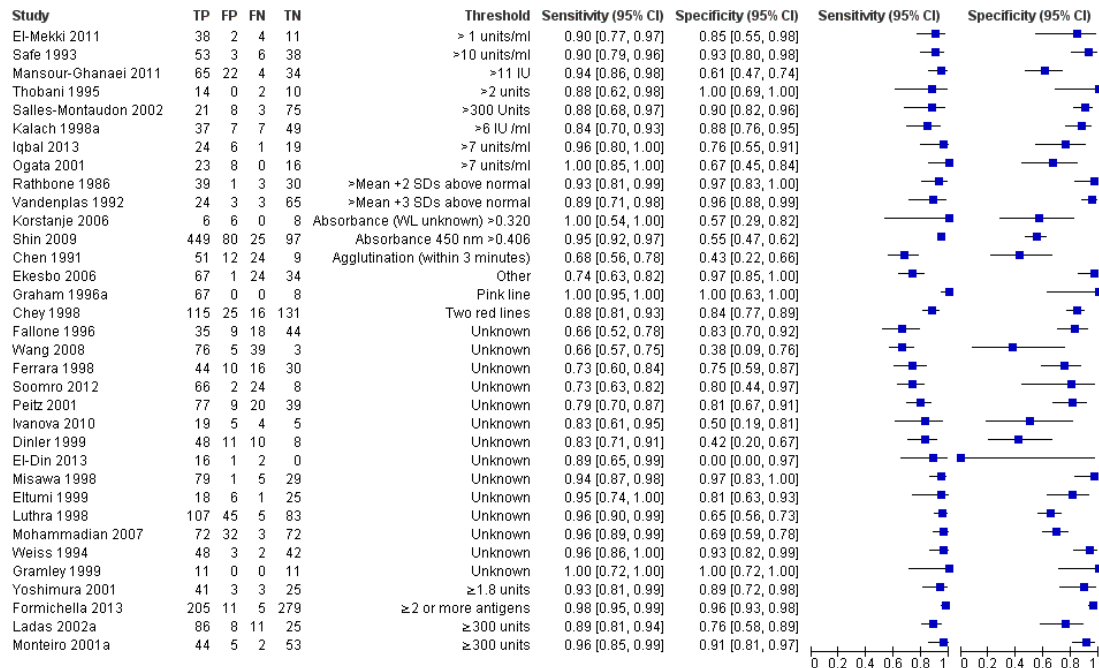 Study TP FP FN TN Threshold Sensitivity (95% CI) Specificity (95% CI) Sensitivity (95% CI) Specificity (95% CI)
El-Mekki 2011 38 2 4 11 > 1 units/ml 0.90 [0.77, 0.97] 0.85 [0.55, 0.98]
Safe 1993 53 3 6 38 >10 units/ml 0.90 [0.79, 0.96] 0.93 [0.80, 0.98]
Mansour-Ghanaei 2011 65 22 4 34 >11 IU 0.94 [0.86, 0.98] 0.61 [0.47, 0.74]
Thobani 1995 14 0 2 10 >2 units 0.88 [0.62, 0.98] 1.00 [0.69, 1.00]
Salles-Montaudon 2002 21 8 3 75 >300 Units 0.88 [0.68, 0.97] 0.90 [0.82, 0.96]
Kalach 1998a 37 7 7 49 >6 IU /ml 0.84 [0.70, 0.93] 0.88 [0.76, 0.95]
Iqbal 2013 24 6 1 19 >7 units/ml 0.96 [0.80, 1.00] 0.76 [0.55, 0.91]
Ogata 2001 23 8 0 16 >7 units/ml 1.00 [0.85, 1.00] 0.67 [0.45, 0.84]
Rathbone 1986 39 1 3 30 >Mean +2 SDs above normal 0.93 [0.81, 0.99] 0.97 [0.83, 1.00]
Vandenplas 1992 24 3 3 65 >Mean +3 SDs above normal 0.89 [0.71, 0.98] 0.96 [0.88, 0.99]
Korstanje 2006 6 6 0 8 Absorbance (WL unknown) >0.320 1.00 [0.54, 1.00] 0.57 [0.29, 0.82]
Shin 2009 449 80 25 97 Absorbance 450 nm >0.406 0.95 [0.92, 0.97] 0.55 [0.47, 0.62]
Chen 1991 51 12 24 9 Agglutination (within 3 minutes) 0.68 [0.56, 0.78] 0.43 [0.22, 0.66]
Ekesbo 2006 67 1 24 34 Other 0.74 [0.63, 0.82] 0.97 [0.85, 1.00]
Graham 1996a 67 0 0 8 Pink line 1.00 [0.95, 1.00] 1.00 [0.63, 1.00]
Chey 1998 115 25 16 131 Two red lines 0.88 [0.81, 0.93] 0.84 [0.77, 0.89]
Fallone 1996 35 9 18 44 Unknown 0.66 [0.52, 0.78] 0.83 [0.70, 0.92]
Wang 2008 76 5 39 3 Unknown 0.66 [0.57, 0.75] 0.38 [0.09, 0.76]
Ferrara 1998 44 10 16 30 Unknown 0.73 [0.60, 0.84] 0.75 [0.59, 0.87]
Soomro 2012 66 2 24 8 Unknown 0.73 [0.63, 0.82] 0.80 [0.44, 0.97]
Peitz 2001 77 9 20 39 Unknown 0.79 [0.70, 0.87] 0.81 [0.67, 0.91]
Ivanova 2010 19 5 4 5 Unknown 0.83 [0.61, 0.95] 0.50 [0.19, 0.81]
Dinler 1999 48 11 10 8 Unknown 0.83 [0.71, 0.91] 0.42 [0.20, 0.67]
El-Din 2013 16 1 2 0 Unknown 0.89 [0.65, 0.99] 0.00 [0.00, 0.97]
Misawa 1998 79 1 5 29 Unknown 0.94 [0.87, 0.98] 0.97 [0.83, 1.00]
Eltumi 1999 18 6 1 25 Unknown 0.95 [0.74, 1.00] 0.81 [0.63, 0.93]
Luthra 1998 107 45 5 83 Unknown 0.96 [0.90, 0.99] 0.65 [0.56, 0.73]
Mohammadian 2007 72 32 3 72 Unknown 0.96 [0.89, 0.99] 0.69 [0.59, 0.78]
Weiss 1994 48 3 2 42 Unknown 0.96 [0.86, 1.00] 0.93 [0.82, 0.99]
Gramley 1999 11 0 0 11 Unknown 1.00 [0.72, 1.00] 1.00 [0.72, 1.00]
Yoshimura 2001 41 3 3 25 ≥1.8 units 0.93 [0.81, 0.99] 0.89 [0.72, 0.98]
Formichella 2013 205 11 5 279 ≥2 or more antigens 0.98 [0.95, 0.99] 0.96 [0.93, 0.98]
Ladas 2002a 86 8 11 25 ≥300 units 0.89 [0.81, 0.94] 0.76 [0.58, 0.89]
Monteiro 2001a 44 5 2 53 ≥300 units 0.96 [0.85, 0.99] 0.91 [0.81, 0.97]
0 0.2 0.4 0.6 0.8 1 0 0.2 0.4 0.6 0.8 1